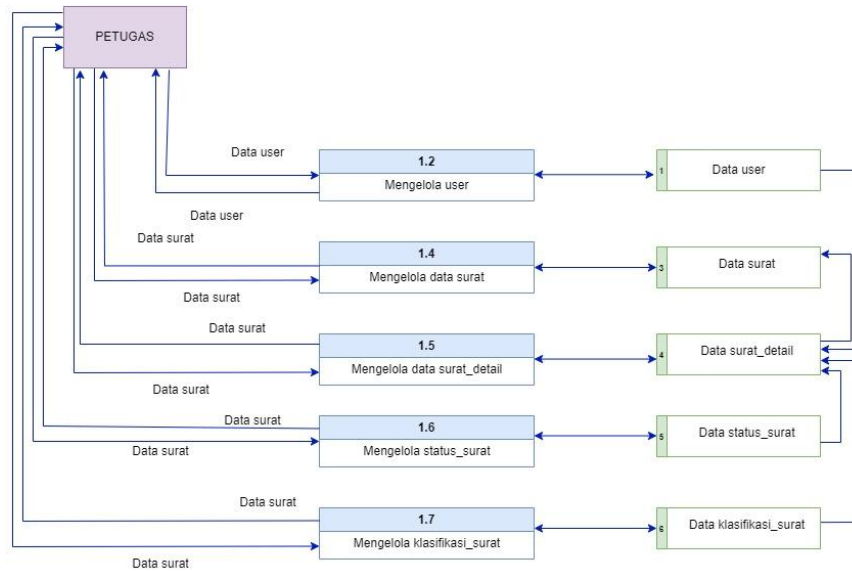 PETUGAS
Data user
1.2
Mengelola user
1
Data user
Data user
Data surat
1.4
Mengelola data surat
3
Data surat
Data surat
Data surat
1.5
Mengelola data surat_detail
4
Data surat_detail
Data surat
Data surat
1.6
Mengelola status_surat
5
Data status_surat
Data surat
Data surat
1.7
Mengelola klasifikasi_surat
6
Data klasifikasi_surat
Data surat